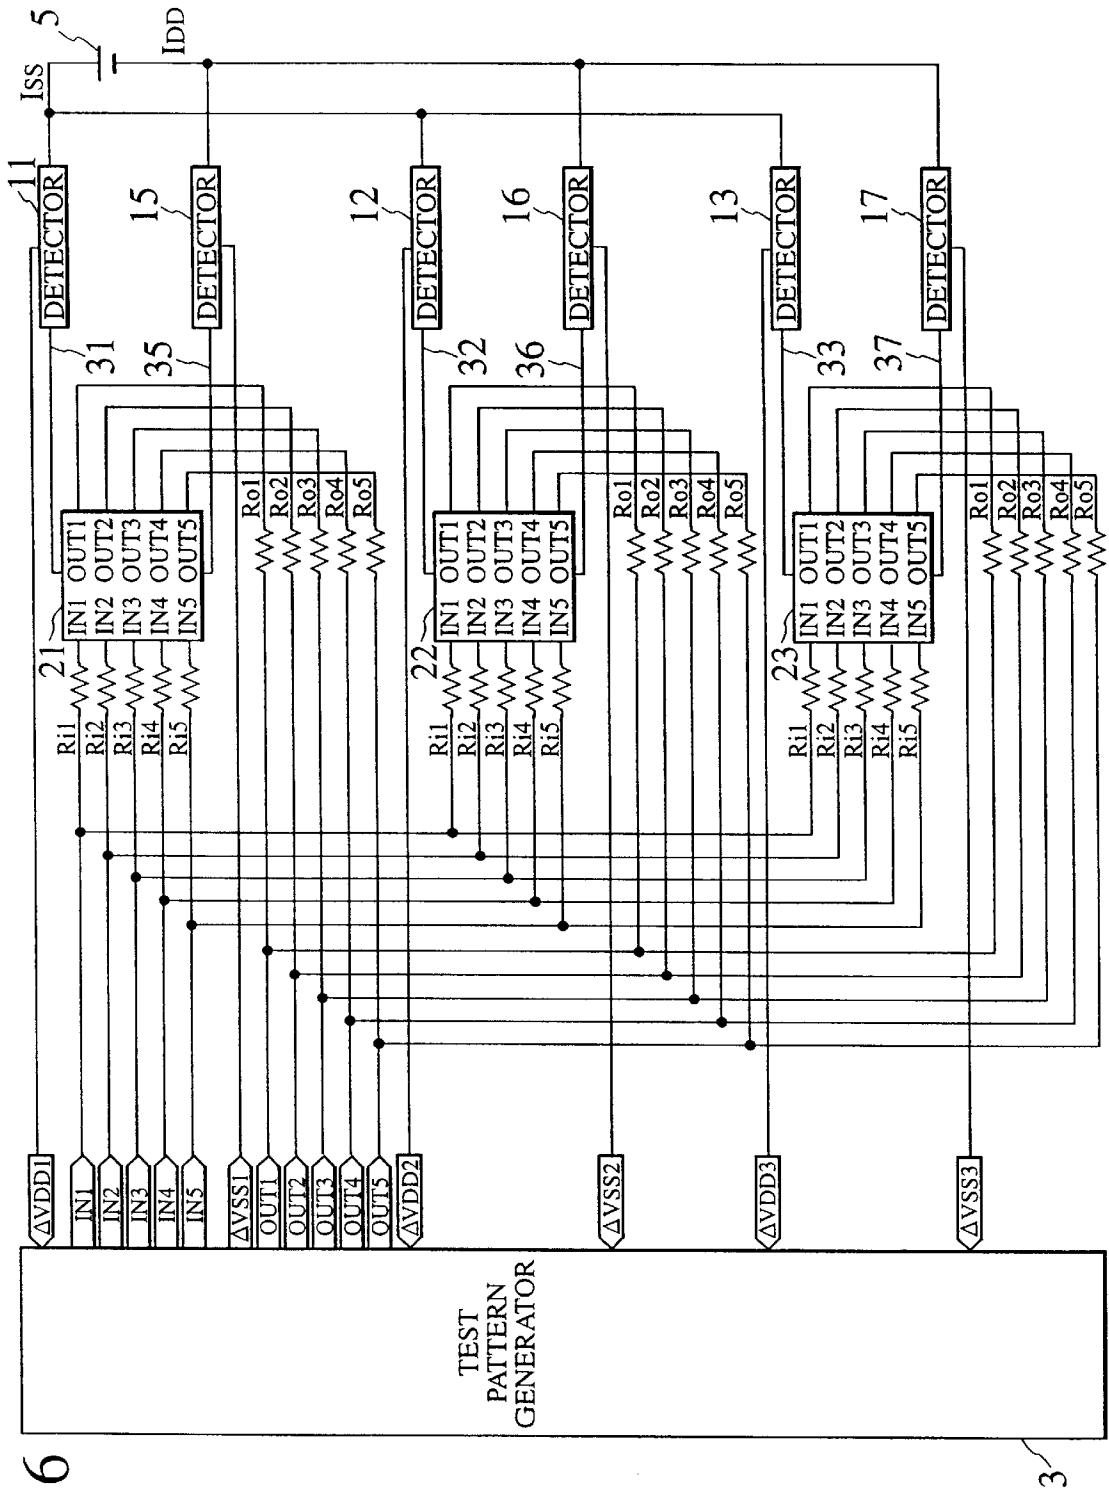 6
3
TEST
PATTERN
GENERATOR
ΔVDD1
IN1
IN2
IN3
IN4
IN5
ΔVSS1
OUT1
OUT2
OUT3
OUT4
OUT5
ΔVDD2
ΔVSS2
ΔVDD3
ΔVSS3
Ri1
Ri2
Ri3
Ri4
Ri5
21
IN1 OUT1
IN2 OUT2
IN3 OUT3
IN4 OUT4
IN5 OUT5
Ro1
Ro2
Ro3
Ro4
Ro5
31
35
DETECTOR
11
DETECTOR
15
Ri1
Ri2
Ri3
Ri4
Ri5
22
IN1 OUT1
IN2 OUT2
IN3 OUT3
IN4 OUT4
IN5 OUT5
Ro1
Ro2
Ro3
Ro4
Ro5
32
36
DETECTOR
12
DETECTOR
16
Ri1
Ri2
Ri3
Ri4
Ri5
23
IN1 OUT1
IN2 OUT2
IN3 OUT3
IN4 OUT4
IN5 OUT5
Ro1
Ro2
Ro3
Ro4
Ro5
33
37
DETECTOR
13
DETECTOR
17
ISS
IDD
5